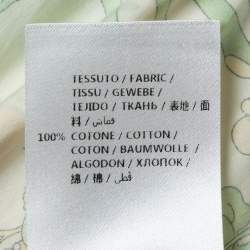 TESSUTO / FABRIC /
TISSU / GEWEBE /
TEJIDO / ТКАНЬ / 表地 / 面
料 / قماش /
100% COTONE / COTTON /
COTON / BAUMWOLLE /
ALGODON / ХЛОПОК /
綿 / 棉 / قطن /